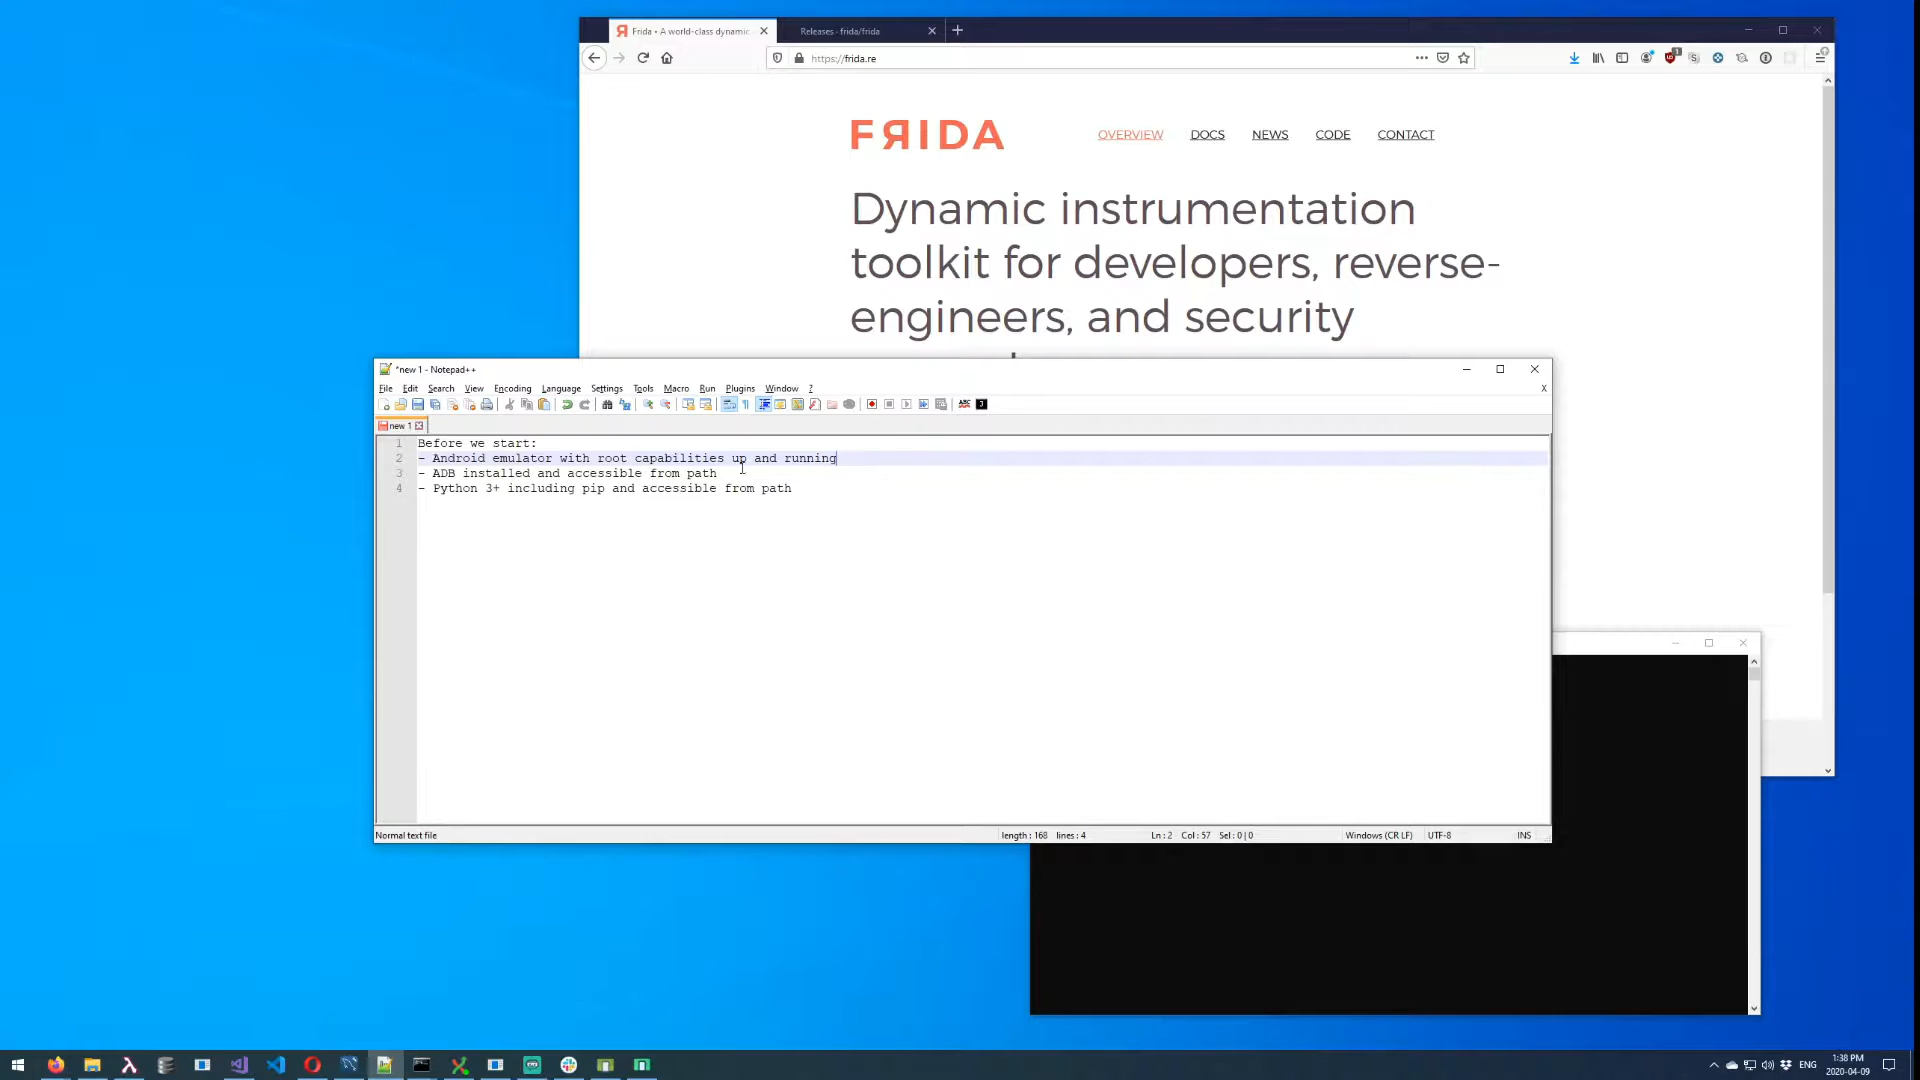 Frida • A world-class dynamic
Releases · frida/frida
https://frida.re
FRIDA
OVERVIEW
DOCS
NEWS
CODE
CONTACT
Dynamic instrumentation
toolkit for developers, reverse-
engineers, and security
*new 1 - Notepad++
File Edit Search View Encoding Language Settings Tools Macro Run Plugins Window ?
X
new 1
1 Before we start:
2 - Android emulator with root capabilities up and running
3 - ADB installed and accessible from path
4 - Python 3+ including pip and accessible from path
Normal text file
length : 168 lines : 4
Ln : 2 Col : 57 Sel : 0 | 0
Windows (CR LF)
UTF-8
INS
ENG
1:38 PM
2020-04-09